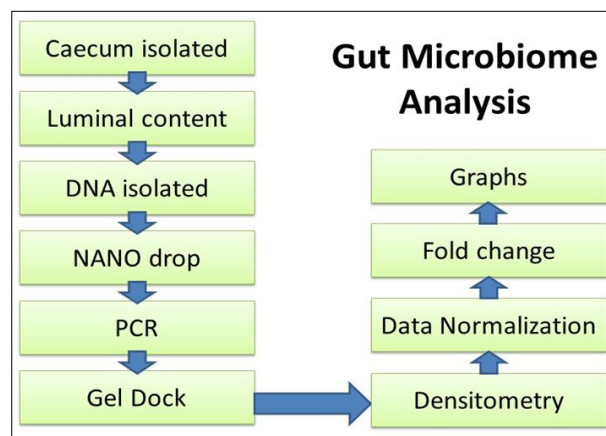 Gut Microbiome
Analysis
Caecum isolated
Luminal content
DNA isolated
NANO drop
PCR
Gel Dock
Densitometry
Data Normalization
Fold change
Graphs